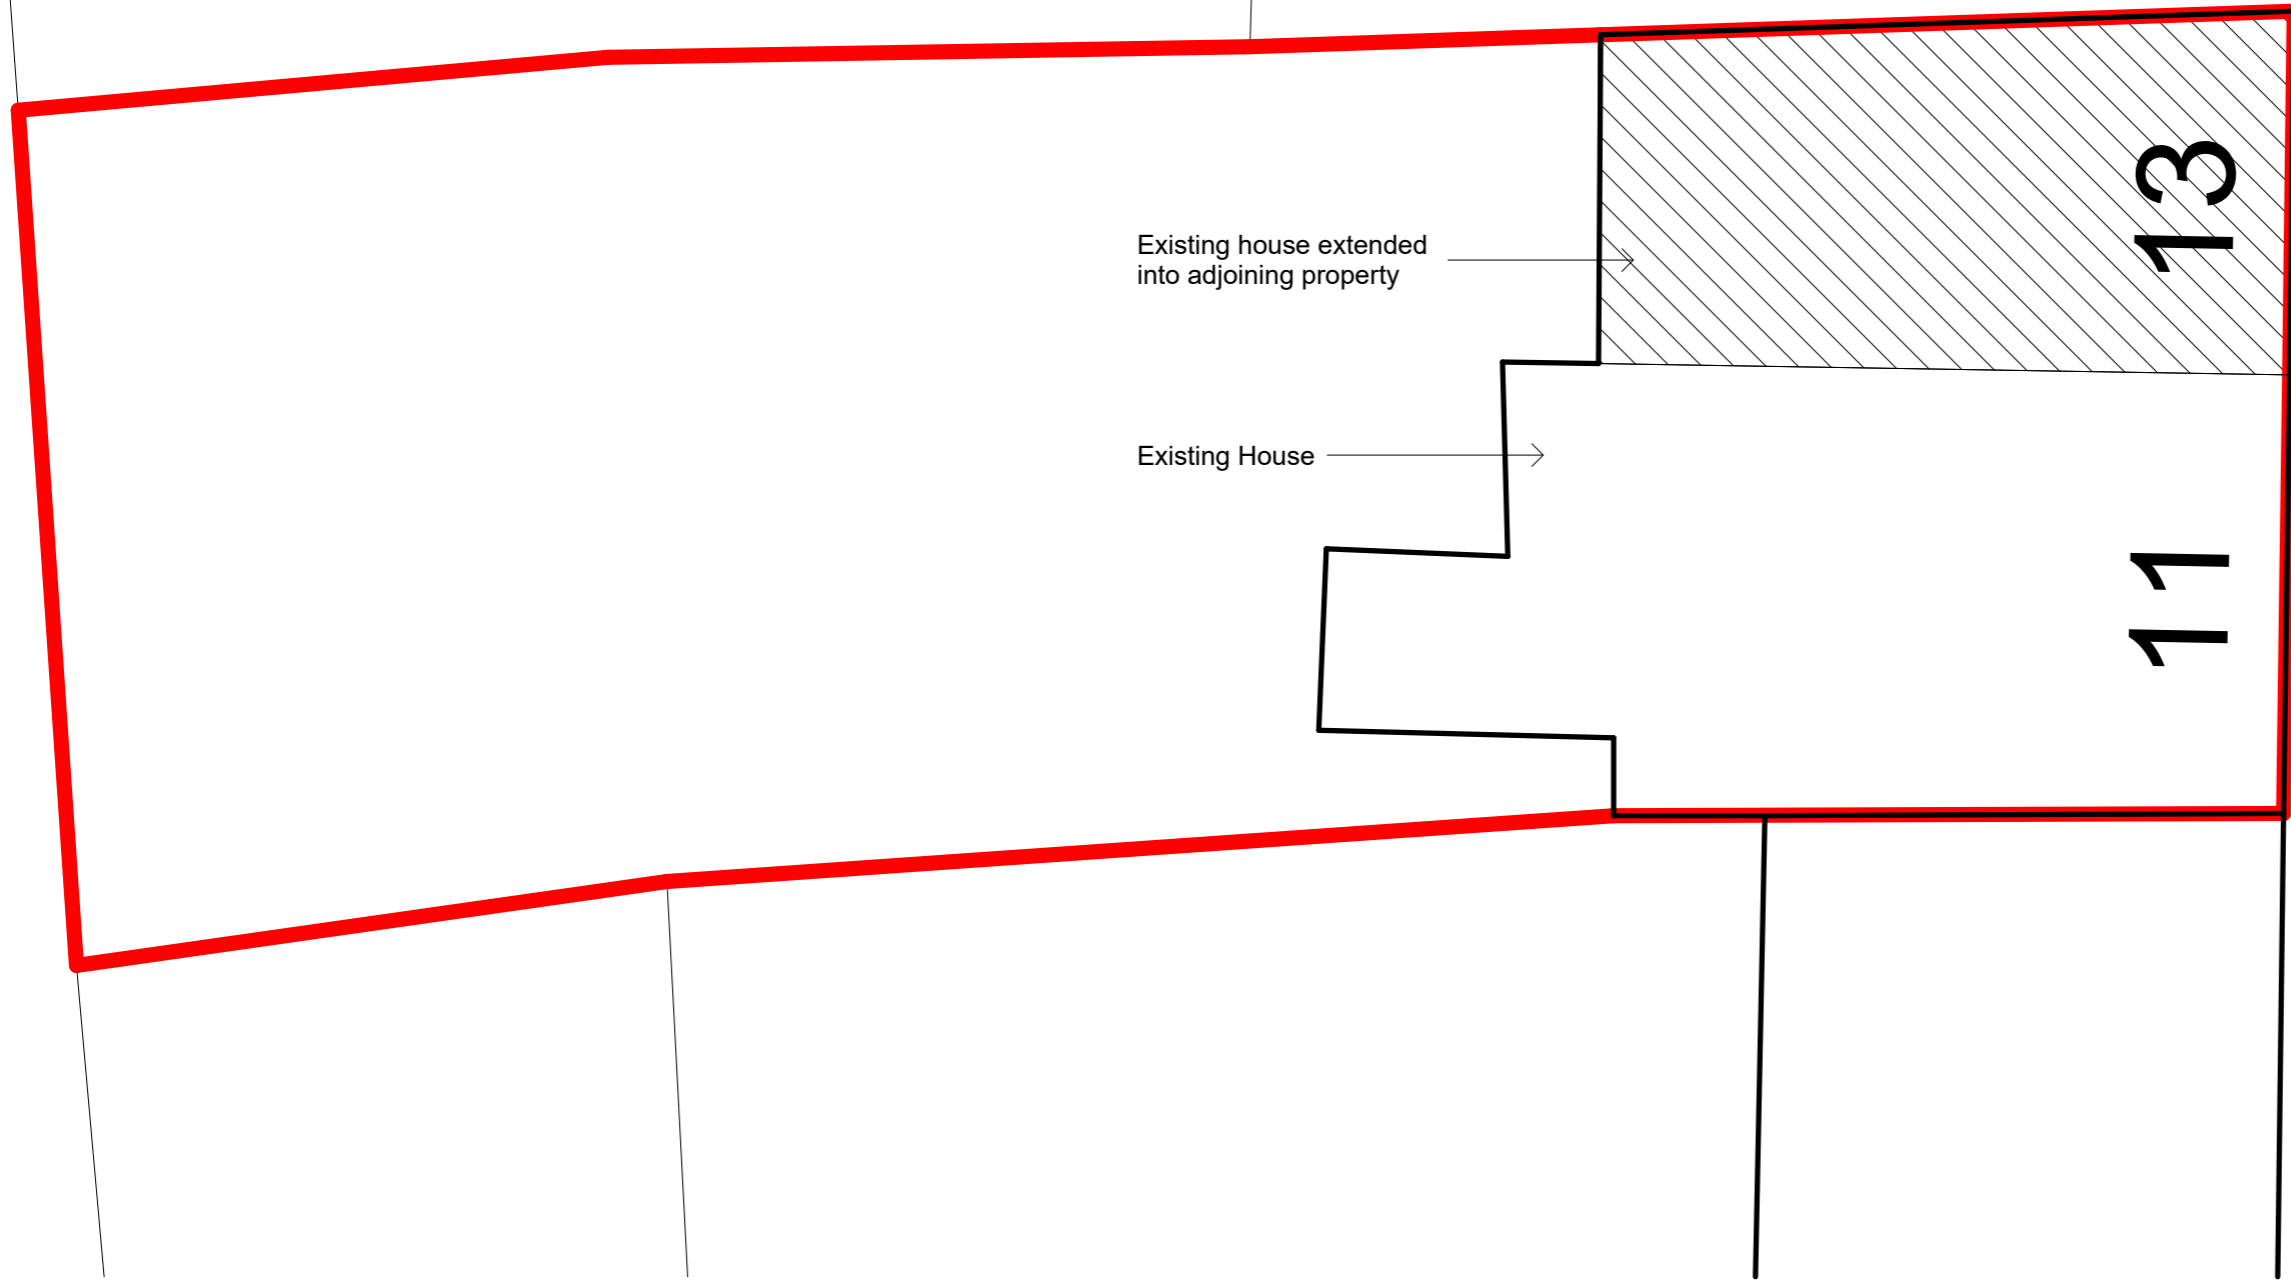 Existing house extended
into adjoining property
13
Existing House
11